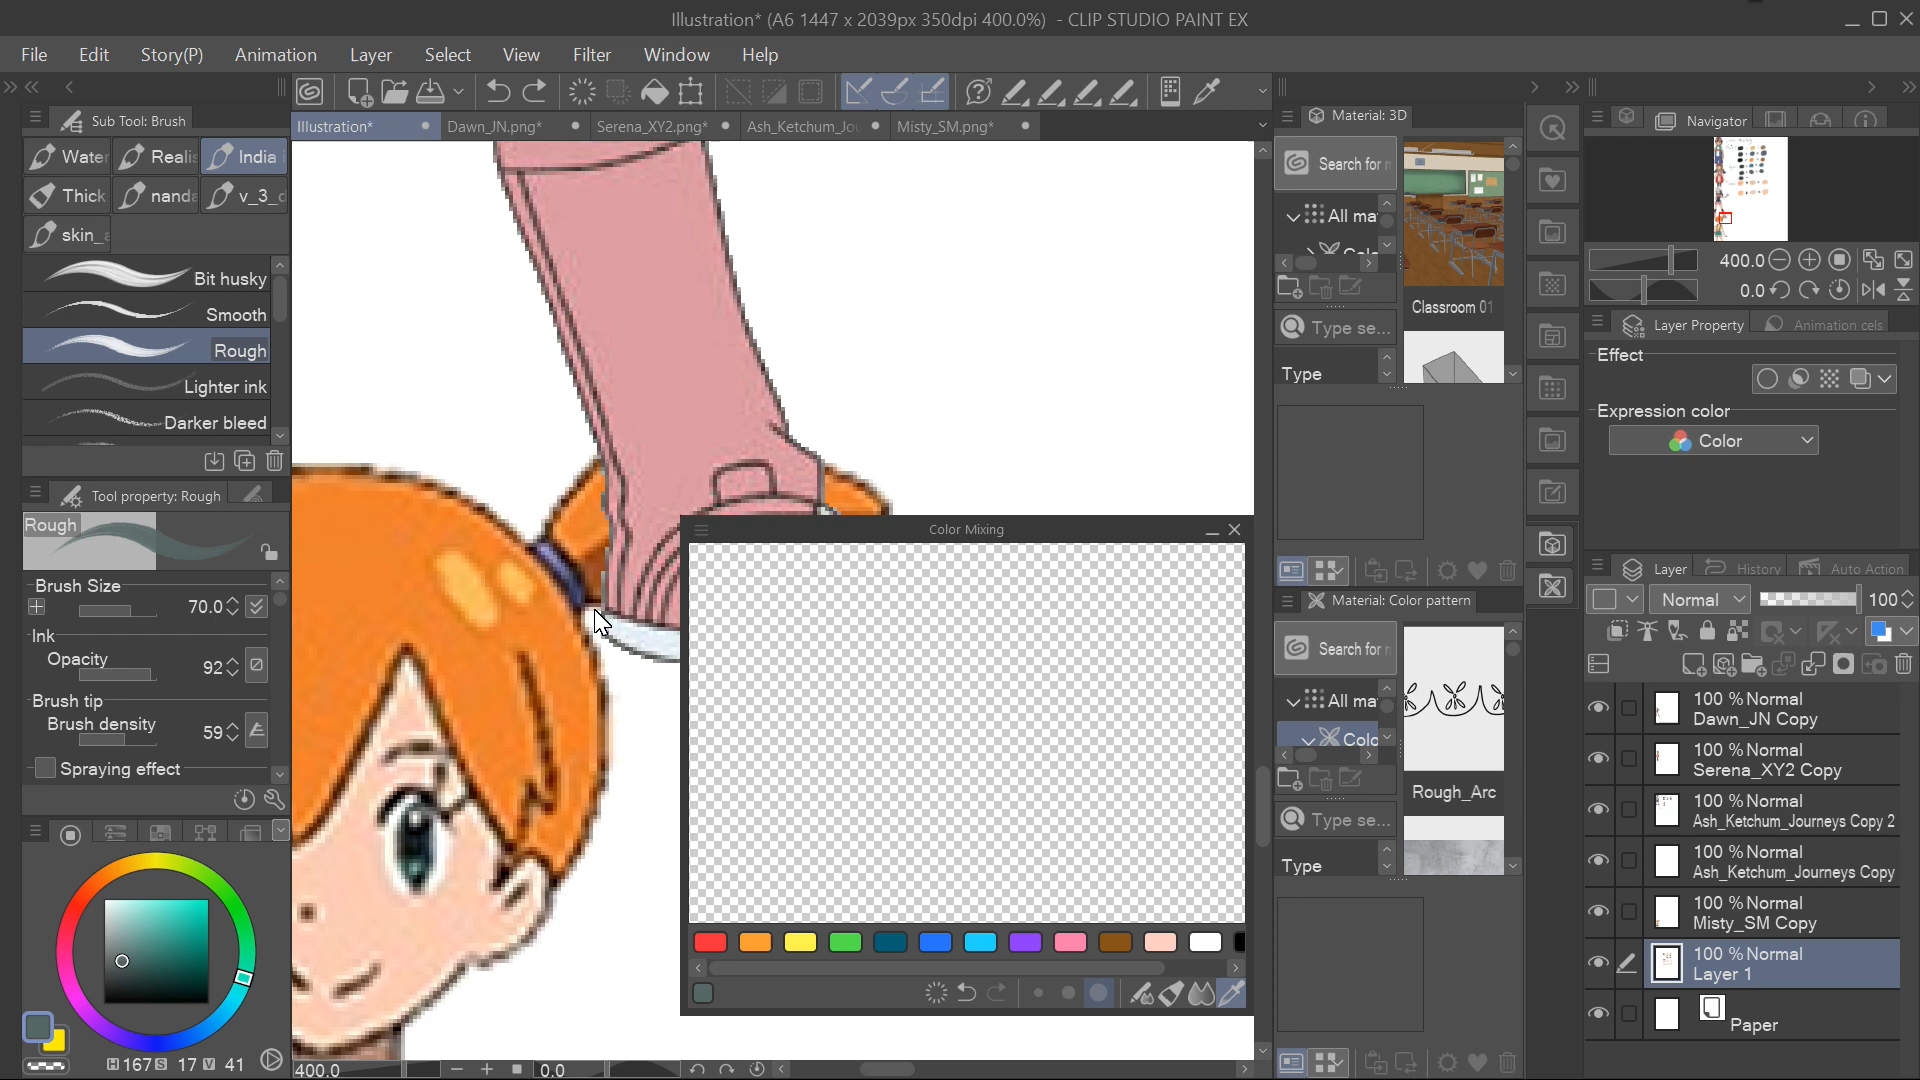 Illustration* (A6 1447 x 2039px 350dpi 400.0%) - CLIP STUDIO PAINT EX
File Edit Story(P) Animation Layer Select View Filter Window Help
Sub Tool: Brush
Water
Realis
India i
Thick
nanda
v_3_c
skin_a
Bit husky
Smooth
Rough
Lighter ink
Darker bleed
Tool property: Rough
Rough
Brush Size
70.0
Ink
Opacity
92
Brush tip
Brush density
59
Spraying effect
H 167 S 17 V 41
Illustration* Dawn_JN.png* Serena_XY2.png* Ash_Ketchum_Jou Misty_SM.png*
Color Mixing
400.0
0.0
Material: 3D
Search for m
All ma
Colo
Type se...
Type
Classroom 01
Material: Color pattern
Search for m
All ma
Colo
Type se...
Type
Rough_Arc
Navigator
400.0
0.0
Layer Property Animation cels
Effect
Expression color
Color
Layer History Auto Action
Normal 100
100 % Normal
Dawn_JN Copy
100 % Normal
Serena_XY2 Copy
100 % Normal
Ash_Ketchum_Journeys Copy 2
100 % Normal
Ash_Ketchum_Journeys Copy
100 % Normal
Misty_SM Copy
100 % Normal
Layer 1
Paper